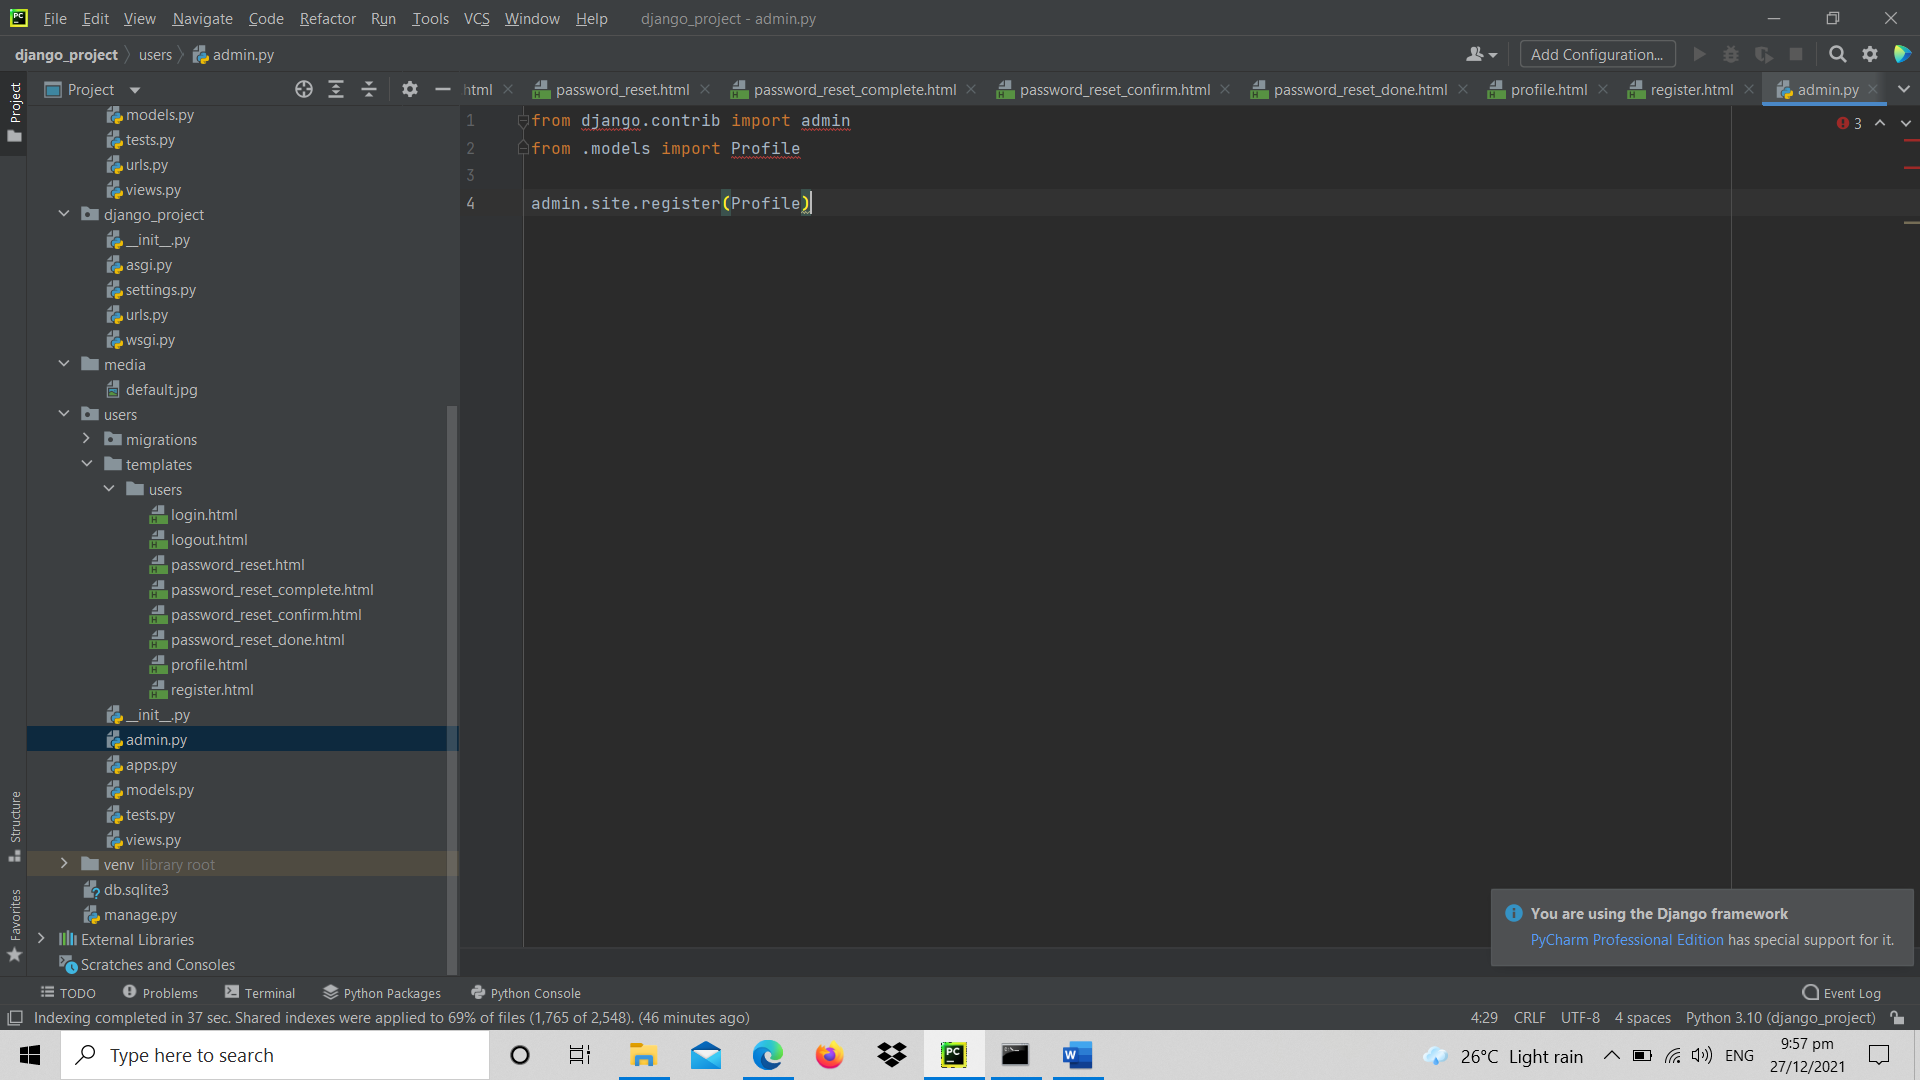 File Edit View Navigate Code Refactor Run Tools VCS Window Help django_project - admin.py
django_project users admin.py
Add Configuration...
Project
html
password_reset.html
password_reset_complete.html
password_reset_confirm.html
password_reset_done.html
profile.html
register.html
admin.py
Project
models.py
tests.py
urls.py
views.py
django_project
__init__.py
asgi.py
settings.py
urls.py
wsgi.py
media
default.jpg
users
migrations
templates
users
login.html
logout.html
password_reset.html
password_reset_complete.html
password_reset_confirm.html
password_reset_done.html
profile.html
register.html
__init__.py
admin.py
apps.py
models.py
tests.py
views.py
venv library root
db.sqlite3
manage.py
External Libraries
Scratches and Consoles
Structure
Favorites
1 from django.contrib import admin
2 from .models import Profile
3
4 admin.site.register(Profile)
3
You are using the Django framework
PyCharm Professional Edition has special support for it.
TODO Problems Terminal Python Packages Python Console Event Log
Indexing completed in 37 sec. Shared indexes were applied to 69% of files (1,765 of 2,548). (46 minutes ago) 4:29 CRLF UTF-8 4 spaces Python 3.10 (django_project)
Type here to search
26°C Light rain
ENG
9:57 pm
27/12/2021